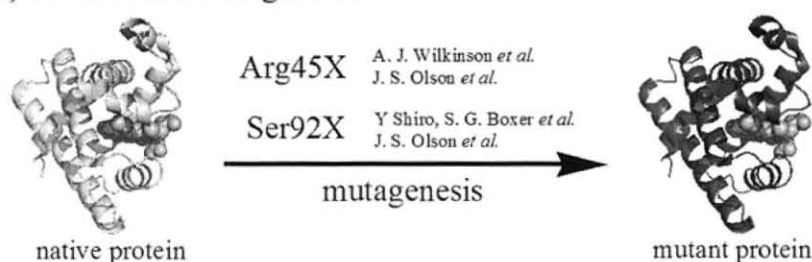 Arg45X A. J. Wilkinson et al.
J. S. Olson et al.
Ser92X Y Shiro, S. G. Boxer et al.
J. S. Olson et al.
mutagenesis
native protein
mutant protein